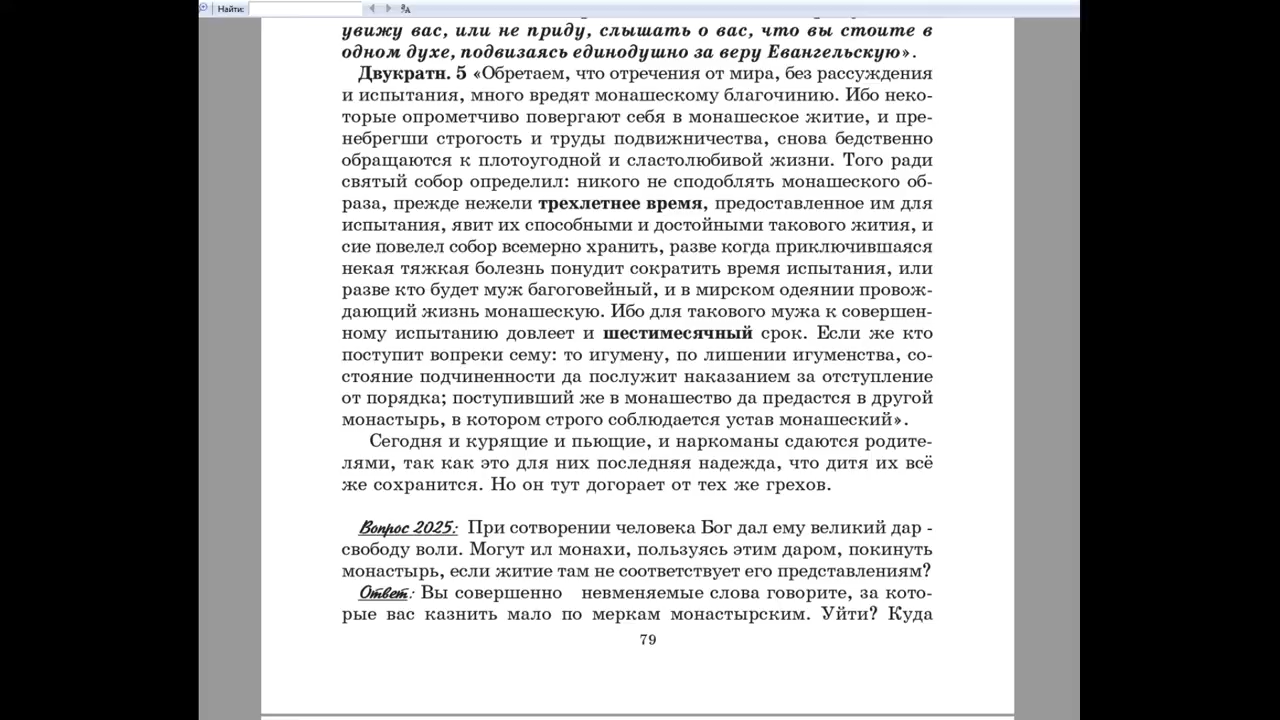 Найти:
увижу вас, или не приду, слышать о вас, что вы стоите в
одном духе, подвизаясь единодушно за веру Евангельскую».
Двукратн. 5 «Обретаем, что отречения от мира, без рассуждения
и испытания, много вредят монашескому благочинию. Ибо неко-
торые опрометчиво повергают себя в монашеское житие, и пре-
небрегши строгость и труды подвижничества, снова бедственно
обращаются к плотоугодной и сластолюбивой жизни. Того ради
святый собор определил: никого не сподоблять монашеского об-
раза, прежде нежели трехлетнее время, предоставленное им для
испытания, явит их способными и достойными такового жития, и
сие повелел собор всемерно хранить, разве когда приключившаяся
некая тяжкая болезнь понудит сократить время испытания, или
разве кто будет муж багоговейный, и в мирском одеянии провож-
дающий жизнь монашескую. Ибо для такового мужа к совершен-
ному испытанию довлеет и шестимесячный срок. Если же кто
поступит вопреки сему: то игумену, по лишении игуменства, со-
стояние подчиненности да послужит наказанием за отступление
от порядка; поступивший же в монашество да предастся в другой
монастырь, в котором строго соблюдается устав монашеский».
Сегодня и курящие и пьющие, и наркоманы сдаются родите-
лями, так как это для них последняя надежда, что дитя их всё
же сохранится. Но он тут догорает от тех же грехов.
Вопрос 2025: При сотворении человека Бог дал ему великий дар -
свободу воли. Могут ил монахи, пользуясь этим даром, покинуть
монастырь, если житие там не соответствует его представлениям?
Ответ: Вы совершенно невменяемые слова говорите, за кото-
рые вас казнить мало по меркам монастырским. Уйти? Куда
79